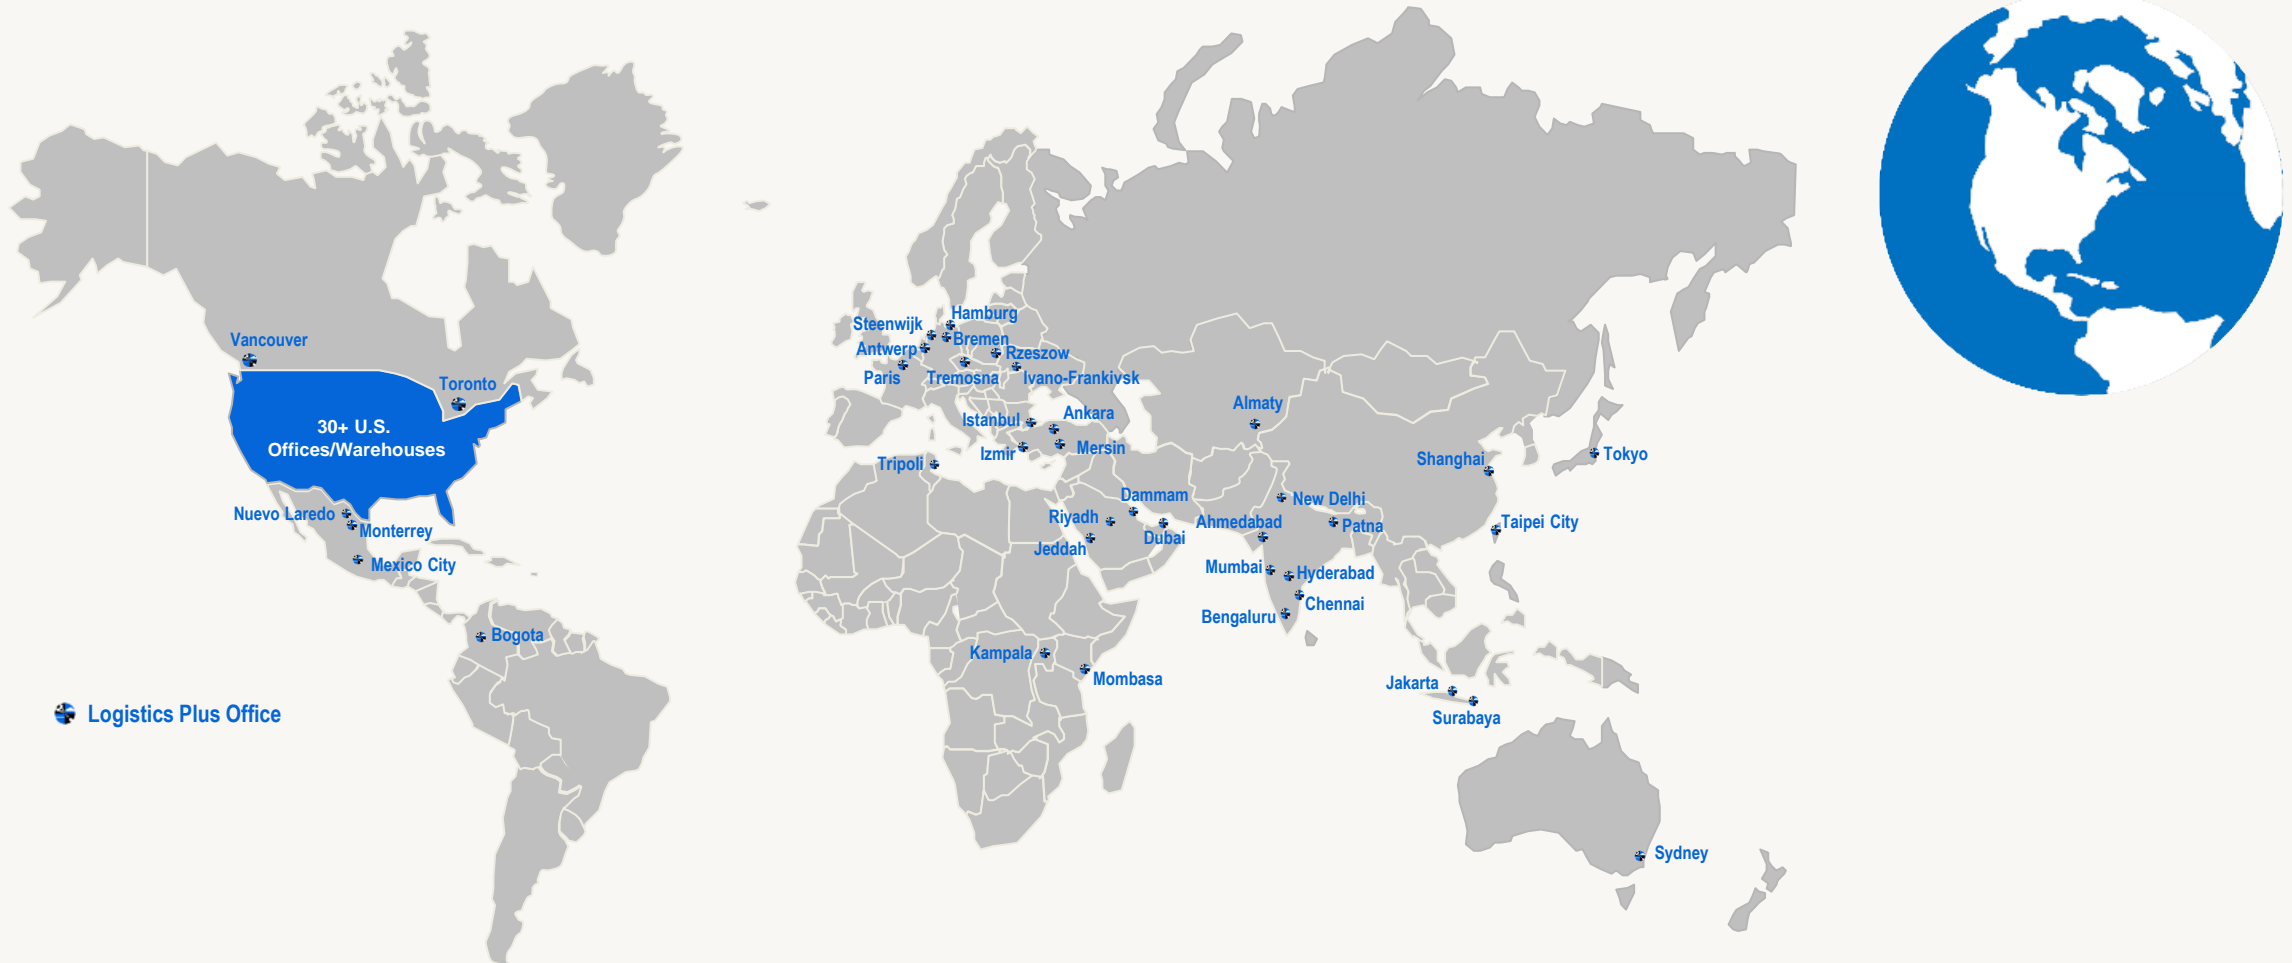 Hamburg
Steenwijk
Bremen
Antwerp
Rzeszow
Paris
Tremosna
Ivano-Frankivsk
Vancouver
Toronto
30+ U.S.
Offices/Warehouses
Istanbul
Ankara
Izmir
Mersin
Tripoli
Almaty
Shanghai
Tokyo
Nuevo Laredo
Monterrey
Mexico City
Dammam
Riyadh
Jeddah
Dubai
New Delhi
Ahmedabad
Patna
Taipei City
Mumbai
Hyderabad
Chennai
Bengaluru
Bogota
Kampala
Mombasa
Jakarta
Surabaya
Logistics Plus Office
Sydney